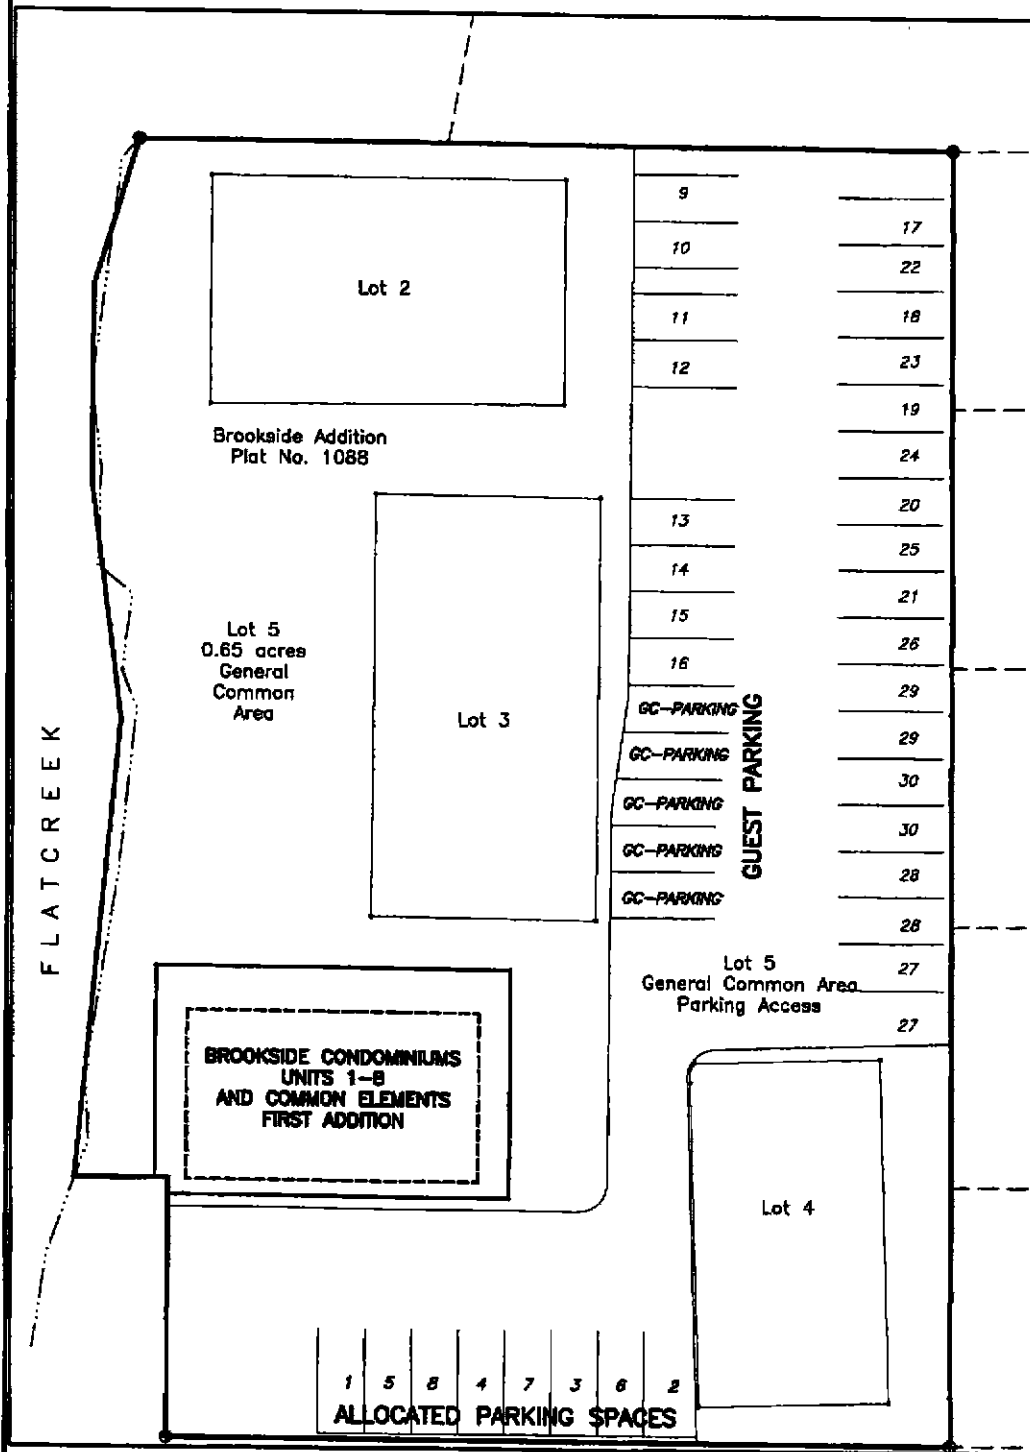 9
10
11
12
17
22
18
23
19
24
20
25
21
26
29
29
30
30
28
28
27
27
Lot 2
Brookside Addition
Plat No. 1088
13
14
15
16
GC-PARKING
GC-PARKING
GC-PARKING
GC-PARKING
GC-PARKING
GUEST PARKING
Lot 5
0.65 acres
General
Common
Area
Lot 3
FLATCREEK
Lot 5
General Common Area
Parking Access
BROOKSIDE CONDOMINIUMS
UNITS 1-8
AND COMMON ELEMENTS
FIRST ADDITION
Lot 4
1 5 8 4 7 3 6 2
ALLOCATED PARKING SPACES